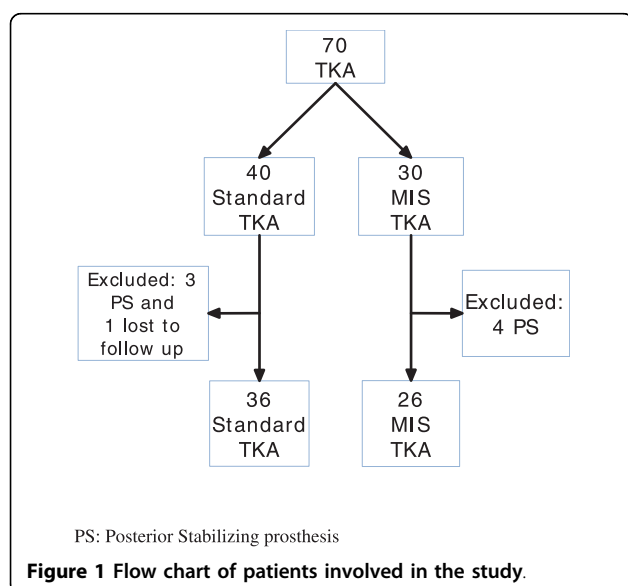 70
TKA
40
Standard
TKA
30
MIS
TKA
Excluded: 3
PS and
1 lost to
follow up
Excluded:
4 PS
36
Standard
TKA
26
MIS
TKA
PS: Posterior Stabilizing prosthesis
Figure 1 Flow chart of patients involved in the study.